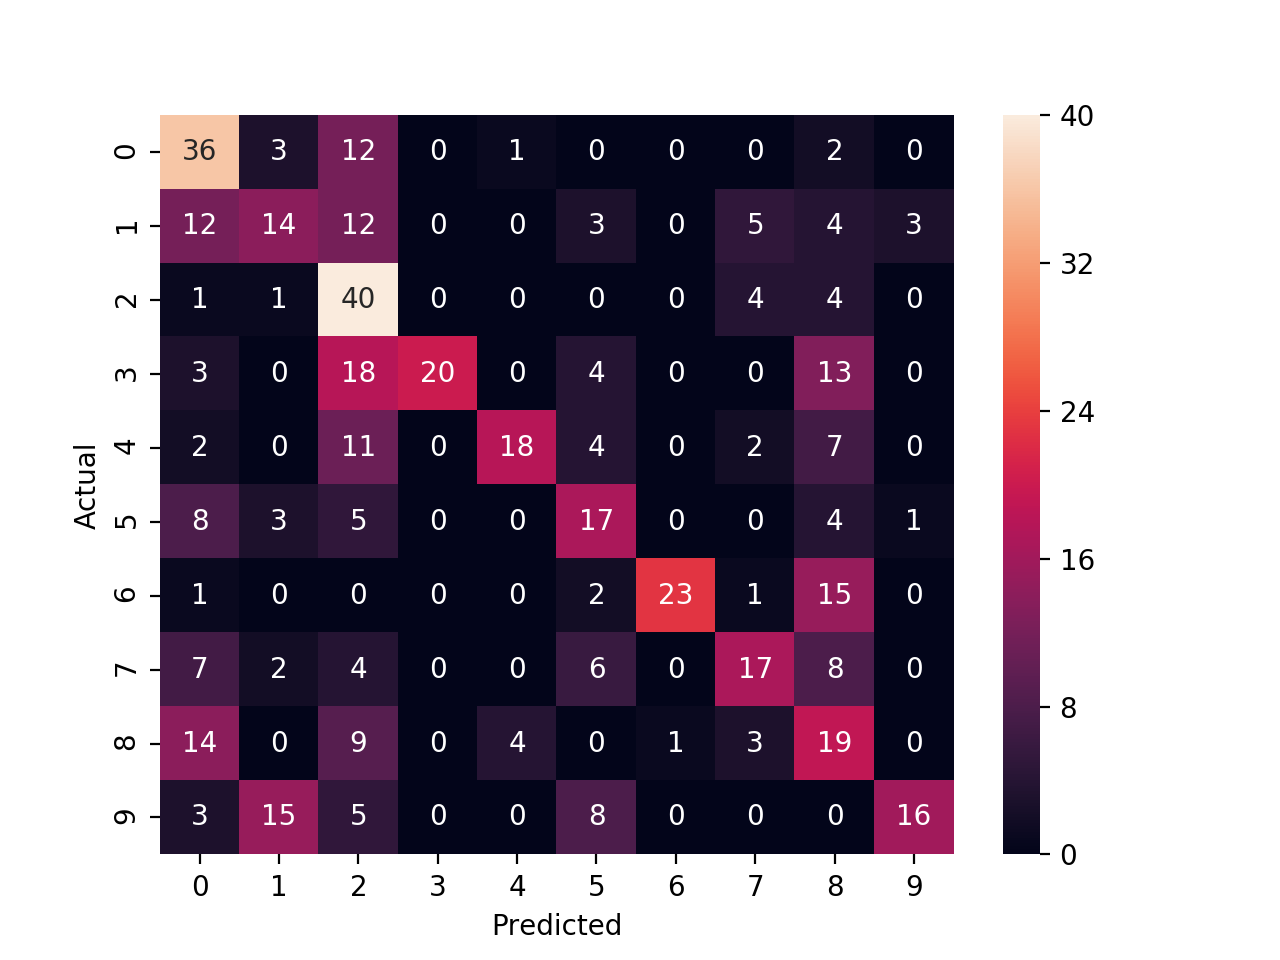 40
0 36 3 12 0 1 0 0 0 2 0
1 12 14 12 0 0 3 0 5 4 3
32
2 1 1 40 0 0 0 0 4 4 0
3 3 0 18 20 0 4 0 0 13 0
24
4 2 0 11 0 18 4 0 2 7 0
Actual
5 8 3 5 0 0 17 0 0 4 1
16
6 1 0 0 0 0 2 23 1 15 0
7 7 2 4 0 0 6 0 17 8 0
8
8 14 0 9 0 4 0 1 3 19 0
9 3 15 5 0 0 8 0 0 0 16
0
0 1 2 3 4 5 6 7 8 9
Predicted